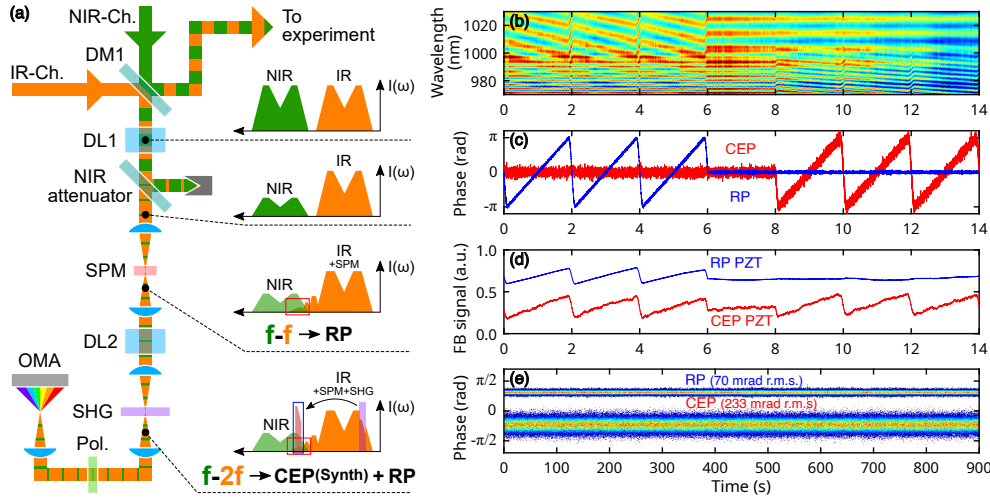 (a)
NIR-Ch.
To
experiment
DM1
IR-Ch.
NIR
IR
I(ω)
DL1
NIR
attenuator
NIR
IR
I(ω)
SPM
NIR
IR
+SPM
I(ω)
f-f → RP
DL2
OMA
SHG
IR
+SPM+SHG
NIR
I(ω)
Pol.
f-2f → CEP(Synth) + RP
(b)
Wavelength
(nm)
1020
1000
980
0 2 4 6 8 10 12 14
(c)
Phase (rad)
π
0
-π
CEP
RP
0 2 4 6 8 10 12 14
(d)
FB signal (a.u.)
1.0
0.5
0.0
RP PZT
CEP PZT
0 2 4 6 8 10 12 14
(e)
Phase (rad)
π/2
0
-π/2
RP (70 mrad r.m.s.)
CEP (233 mrad r.m.s)
0 100 200 300 400 500 600 700 800 900
Time (s)